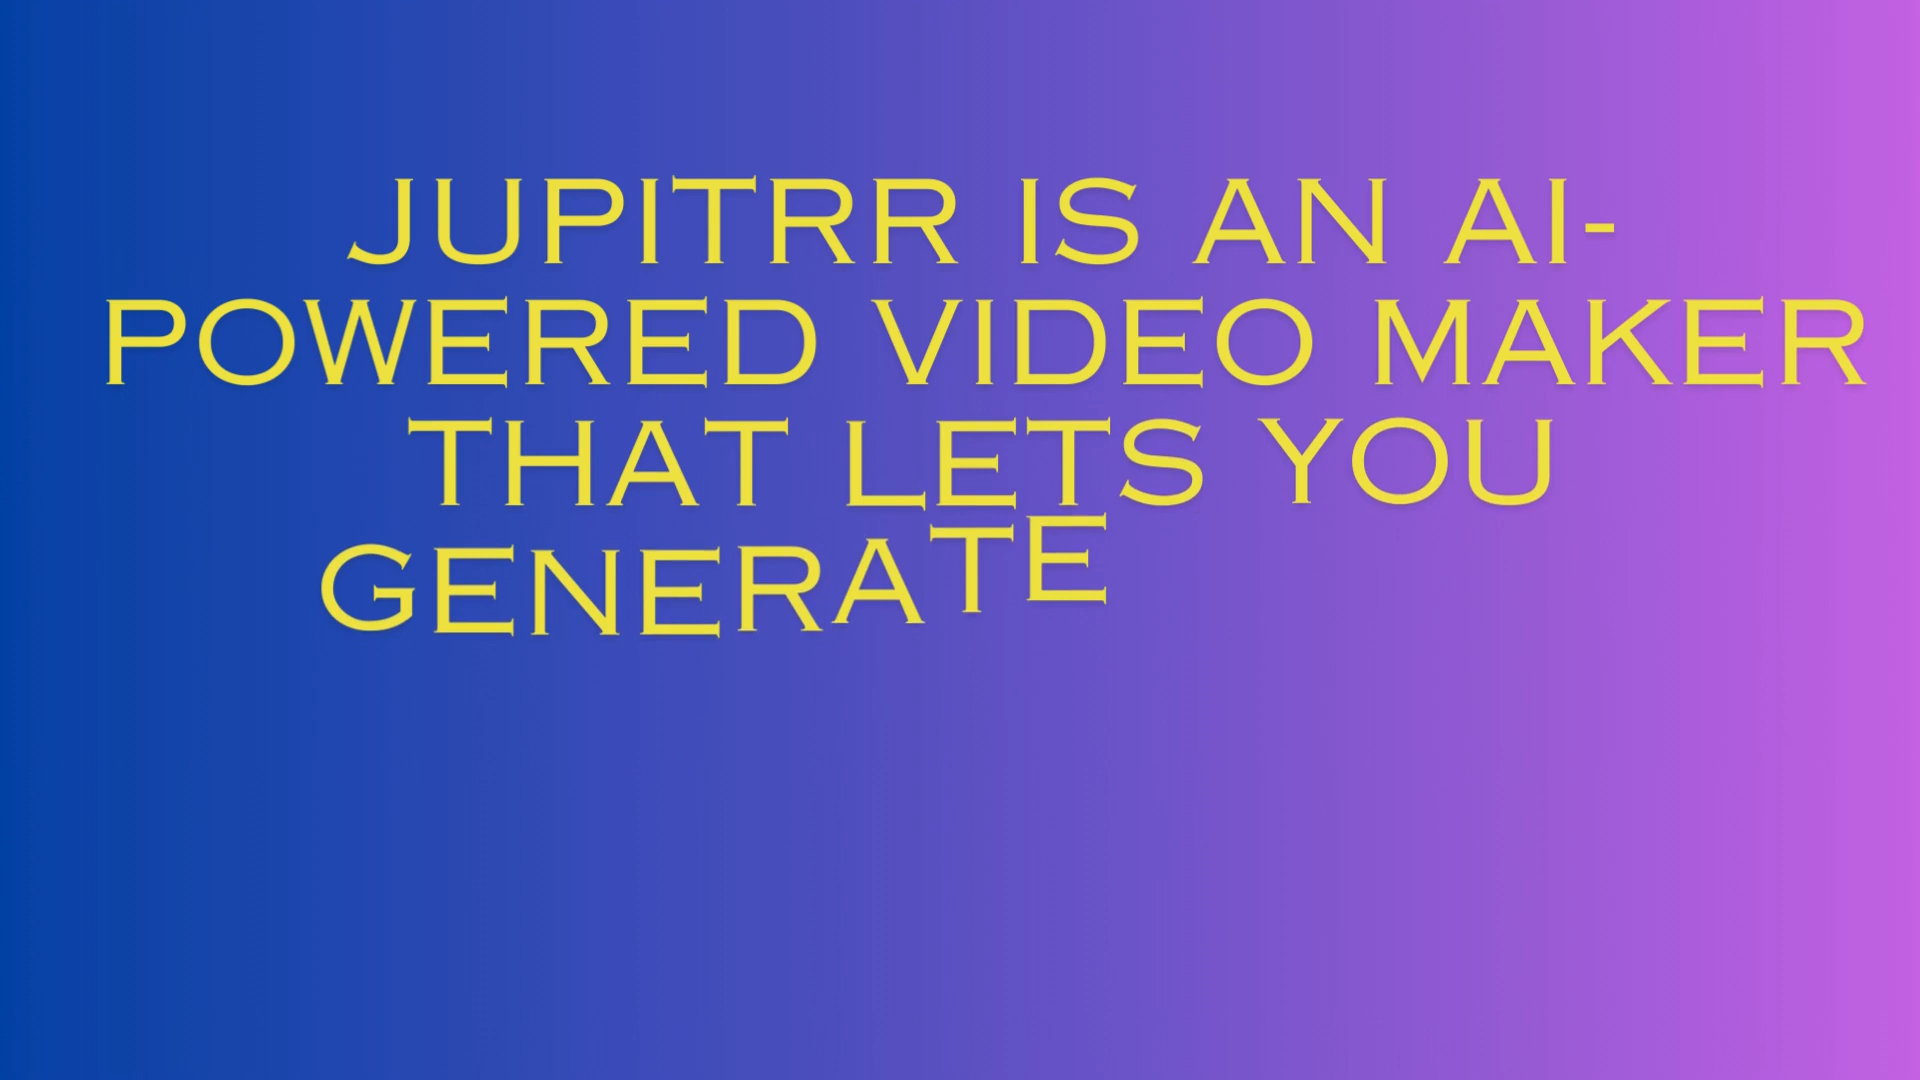 JUPITRR IS AN AI-
POWERED VIDEO MAKER
THAT LETS YOU
GENERATE